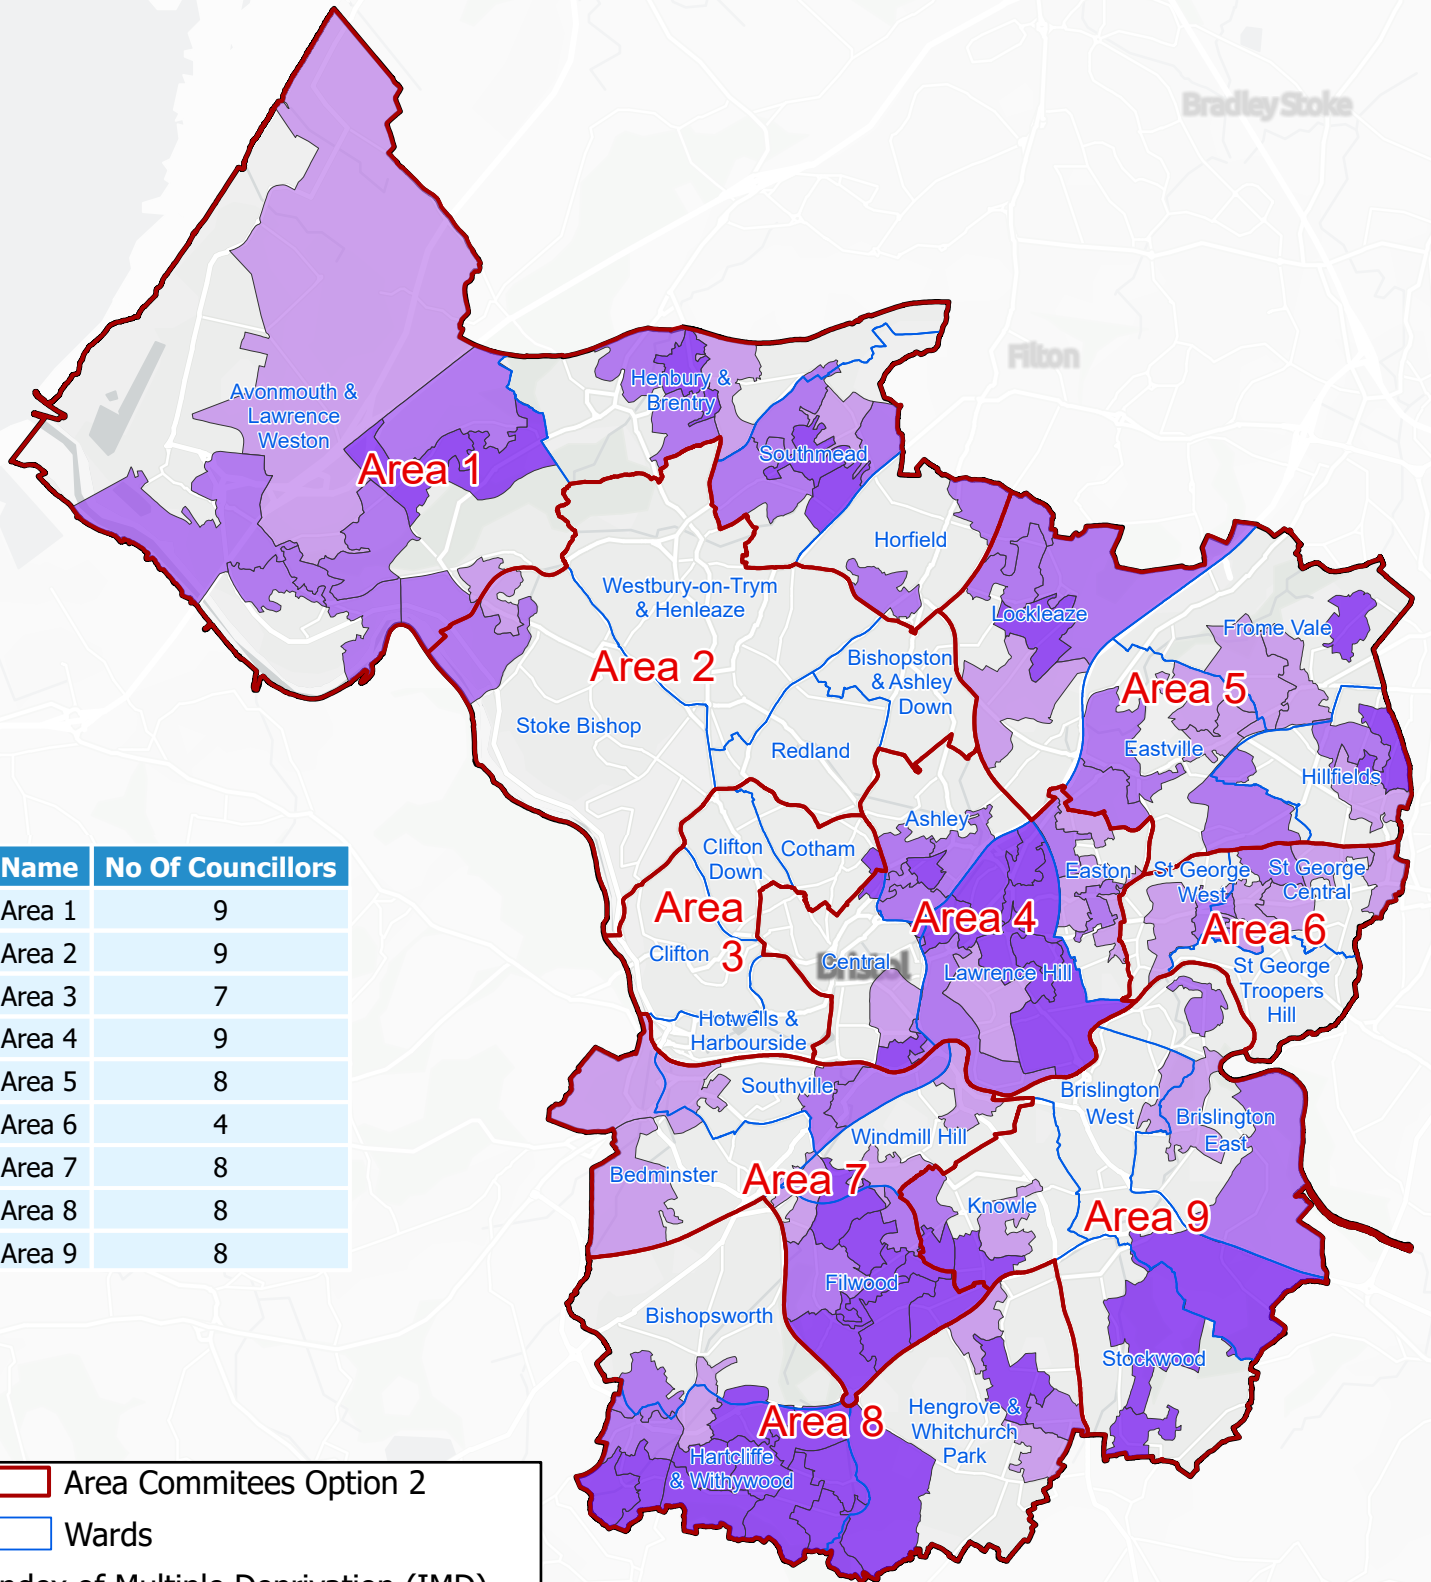 Bradley Stoke
Filton
Avonmouth &
Lawrence
Weston
Area 1
Henbury &
Brentry
Southmead
Horfield
Westbury-on-Trym
& Henleaze
Area 2
Lockleaze
Frome Vale
Bishopston
& Ashley
Down
Area 5
Stoke Bishop
Redland
Eastville
Hillfields
Ashley
Clifton
Down
Cotham
Easton
St George
West
St George
Central
Area
3
Clifton
Area 4
Area 6
Central
Bristol
Lawrence Hill
St George
Troopers
Hill
Hotwells &
Harbourside
Southville
Brislington
West
Brislington
East
Windmill Hill
Bedminster
Area 7
Knowle
Area 9
Filwood
Bishopsworth
Stockwood
Hengrove &
Whitchurch
Park
Area 8
Hartcliffe
& Withywood
Name No Of Councillors
Area 1 9
Area 2 9
Area 3 7
Area 4 9
Area 5 8
Area 6 4
Area 7 8
Area 8 8
Area 9 8
Area Commitees Option 2
Wards
of Multiple Deprivation (IMD)